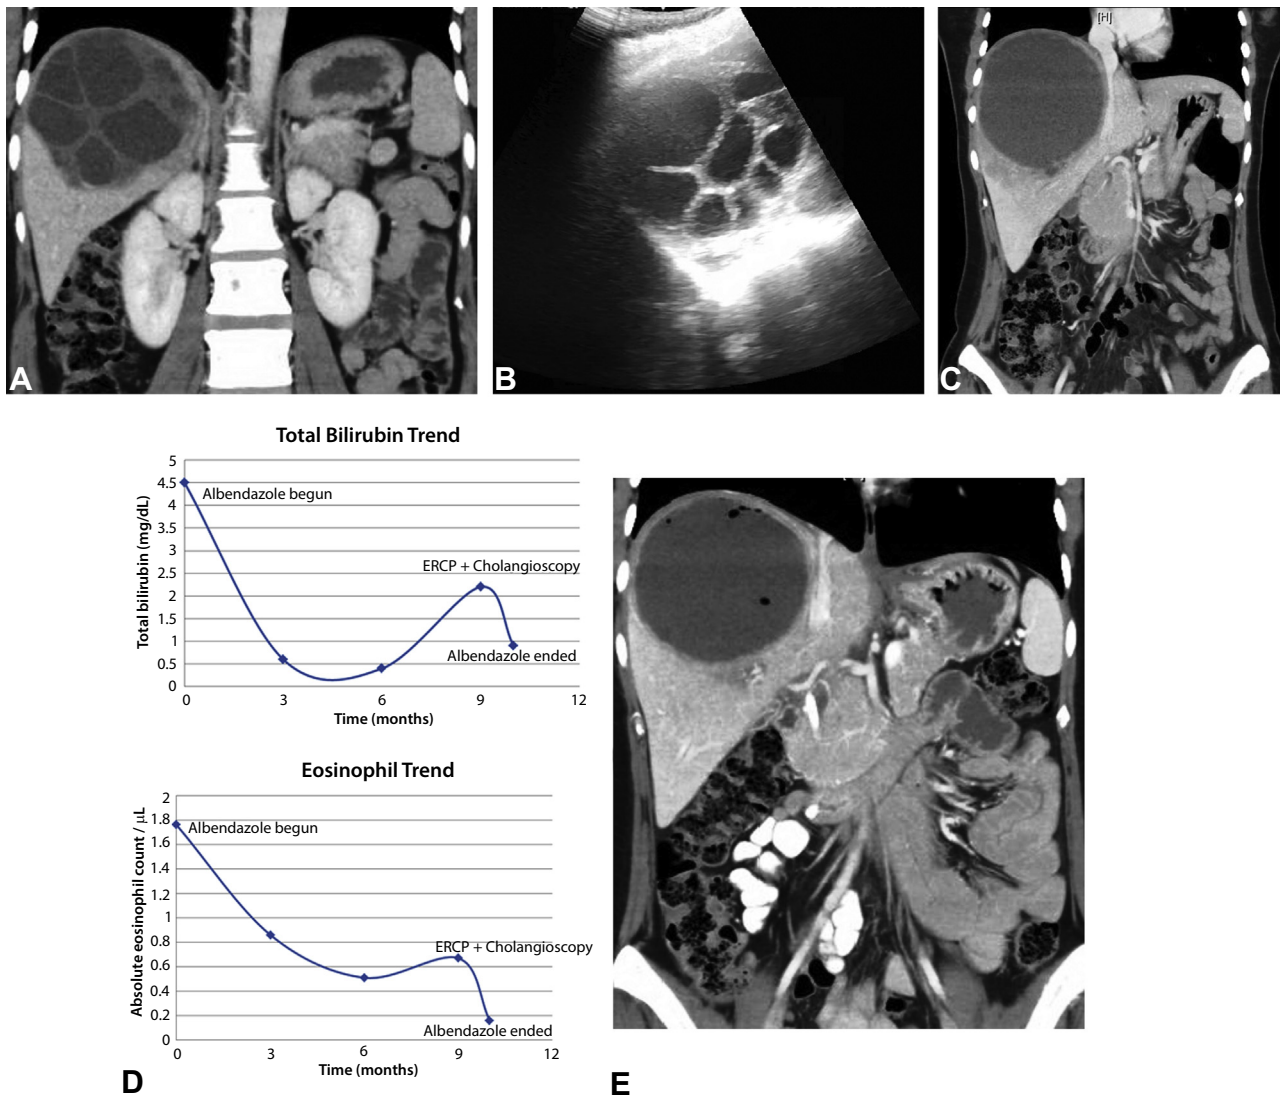 [H]
A
B
C
Total Bilirubin Trend
Total bilirubin (mg/dL)
5
4.5
4
3.5
3
2.5
2
1.5
1
0.5
0
Albendazole begun
ERCP + Cholangioscopy
Albendazole ended
0 3 6 9 12
Time (months)
Eosinophil Trend
Absolute eosinophil count / µL
2
1.8
1.6
1.4
1.2
1
0.8
0.6
0.4
0.2
0
Albendazole begun
ERCP + Cholangioscopy
Albendazole ended
0 3 6 9 12
Time (months)
D
E